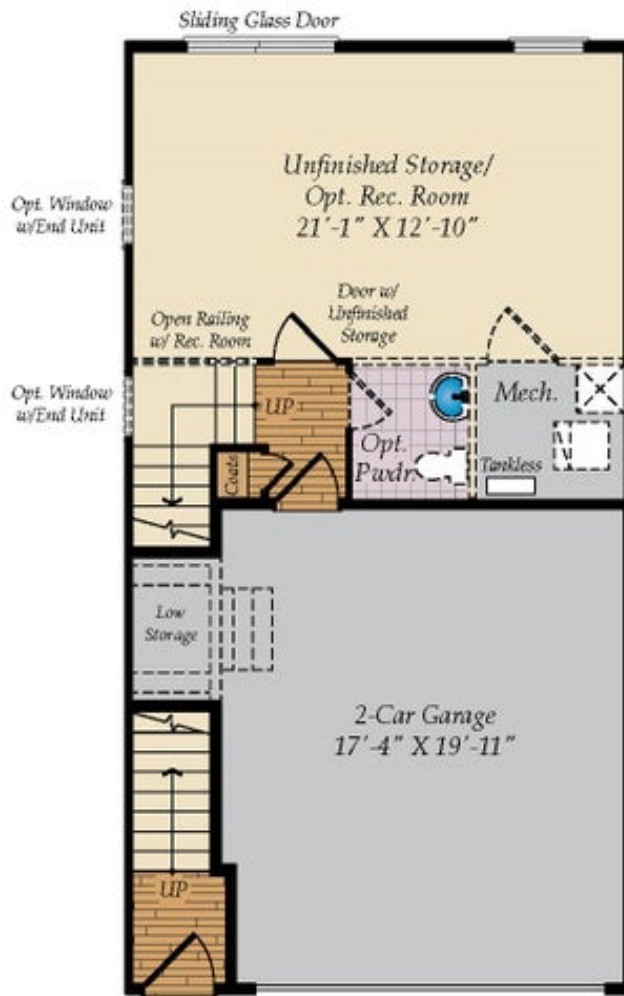 Sliding Glass Door
Unfinished Storage/
Opt. Rec. Room
21'-1" X 12'-10"
Opt. Window
w/End Unit
Door w/
Unfinished
Storage
Open Railing
w/ Rec. Room
Opt. Window
w/End Unit
UP
Mech.
Opt.
Pwdr.
Coats
Tankless
Low
Storage
2-Car Garage
17'-4" X 19'-11"
UP